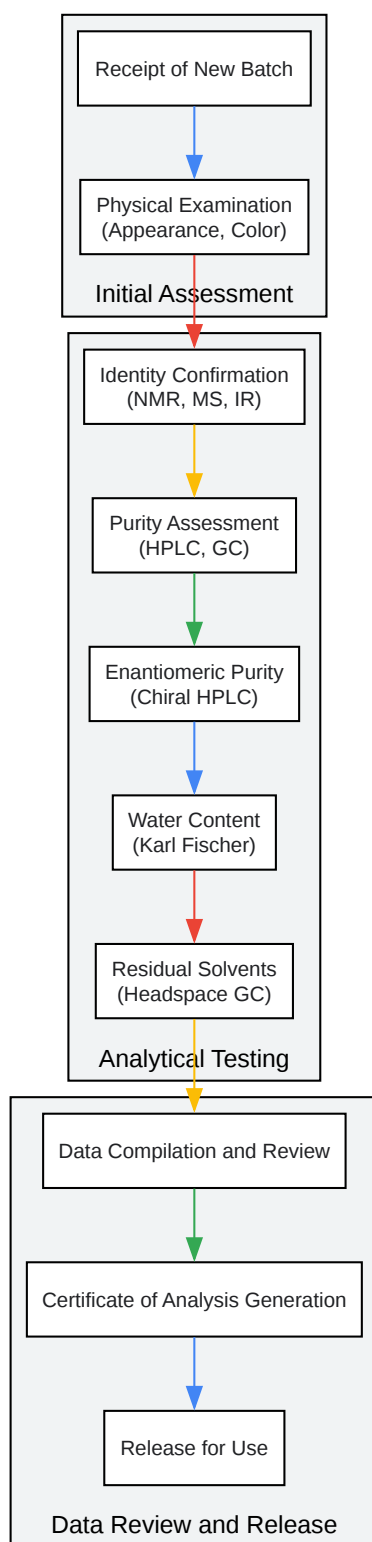 Receipt of New Batch
Physical Examination
(Appearance, Color)
Initial Assessment
Identity Confirmation
(NMR, MS, IR)
Purity Assessment
(HPLC, GC)
Enantiomeric Purity
(Chiral HPLC)
Water Content
(Karl Fischer)
Residual Solvents
(Headspace GC)
Analytical Testing
Data Compilation and Review
Certificate of Analysis Generation
Release for Use
Data Review and Release